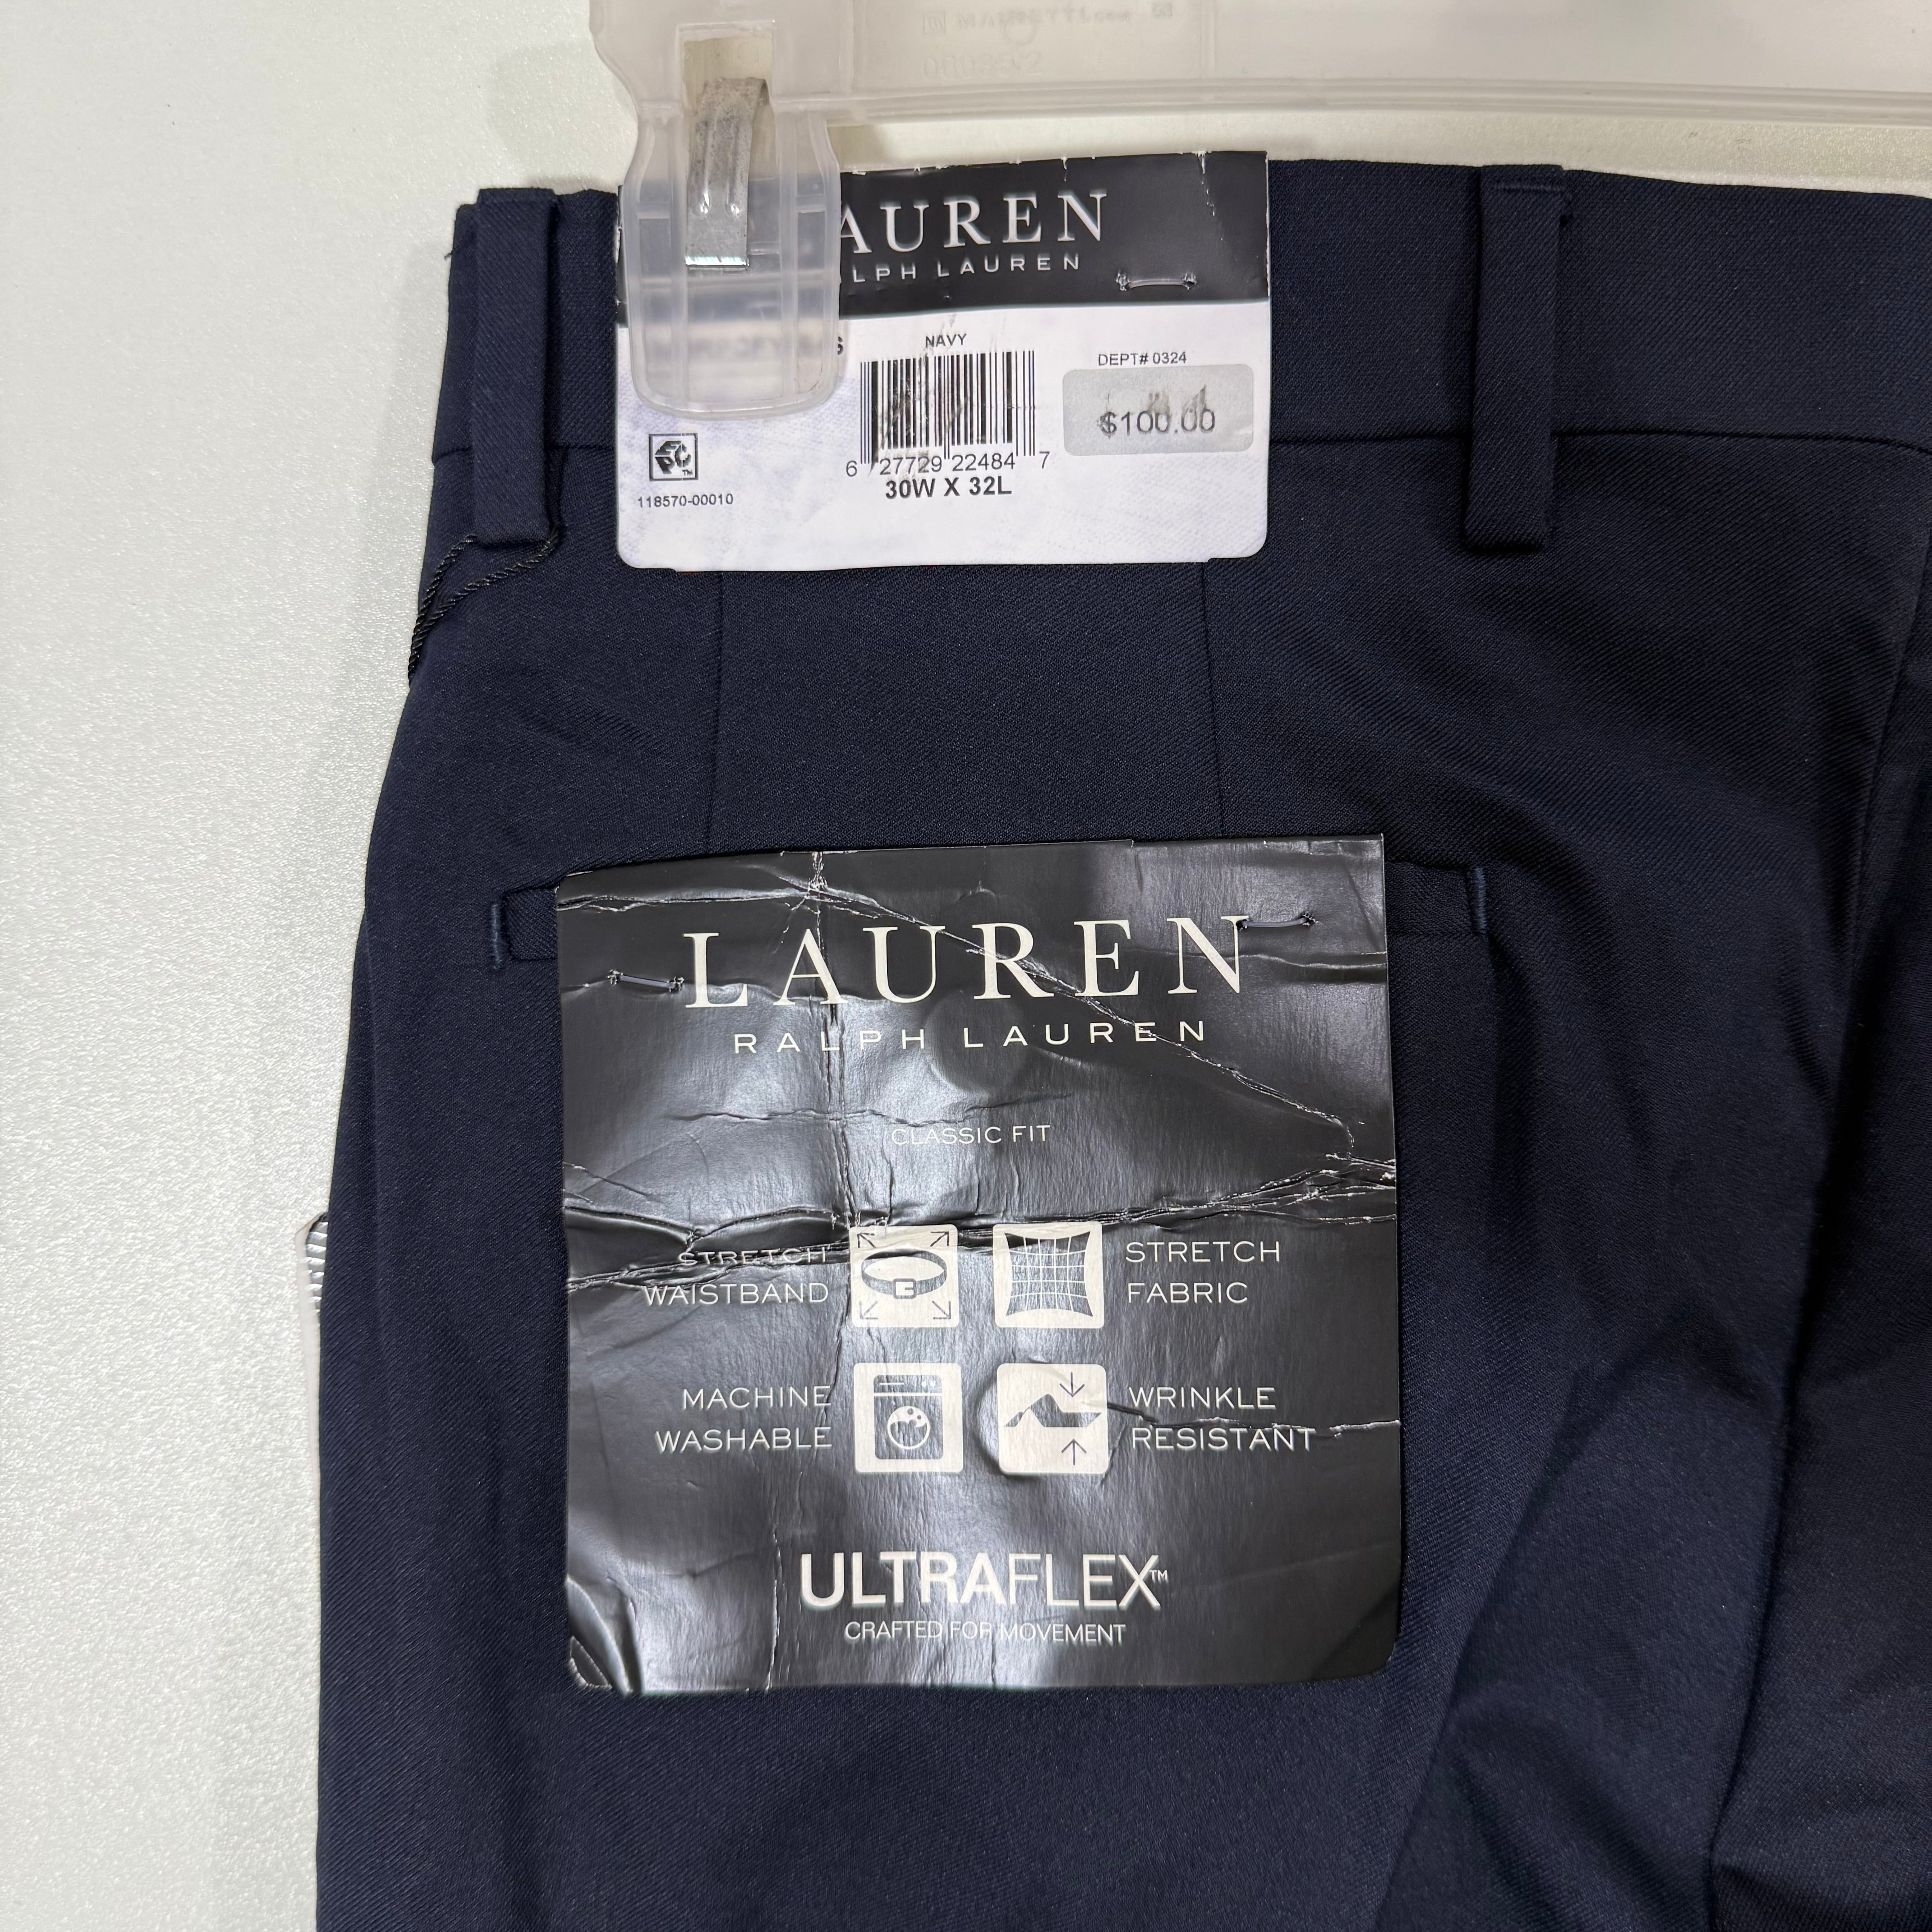 AUREN
LPH LAUREN
NAVY
DEPT# 0324
$100.00
6 27729 22484 7
30W X 32L
118570-00010
LAUREN
RALPH LAUREN
CLASSIC FIT
STRETCH
WAISTBAND
STRETCH
FABRIC
MACHINE
WASHABLE
WRINKLE
RESISTANT
ULTRAFLEX™
CRAFTED FOR MOVEMENT